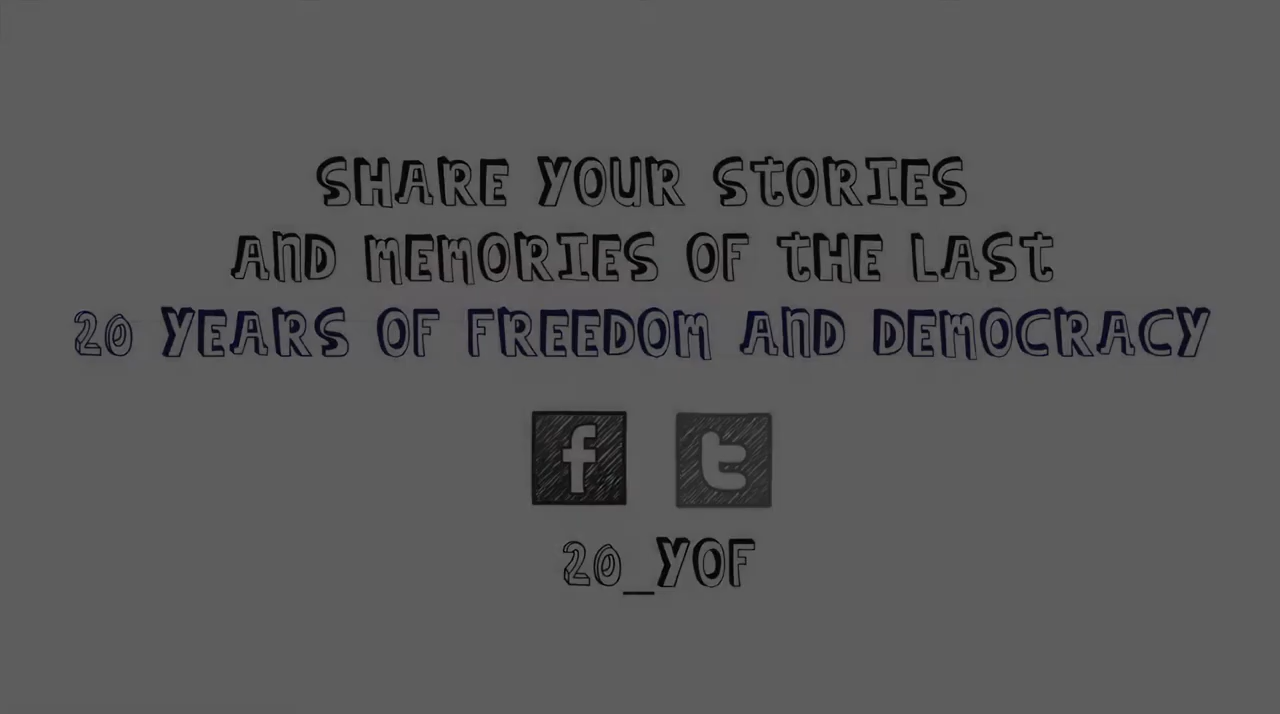 SHARE YOUR STORIES
AND MEMORIES OF THE LAST
20 YEARS OF FREEDOM AND DEMOCRACY
f t
20_YOF